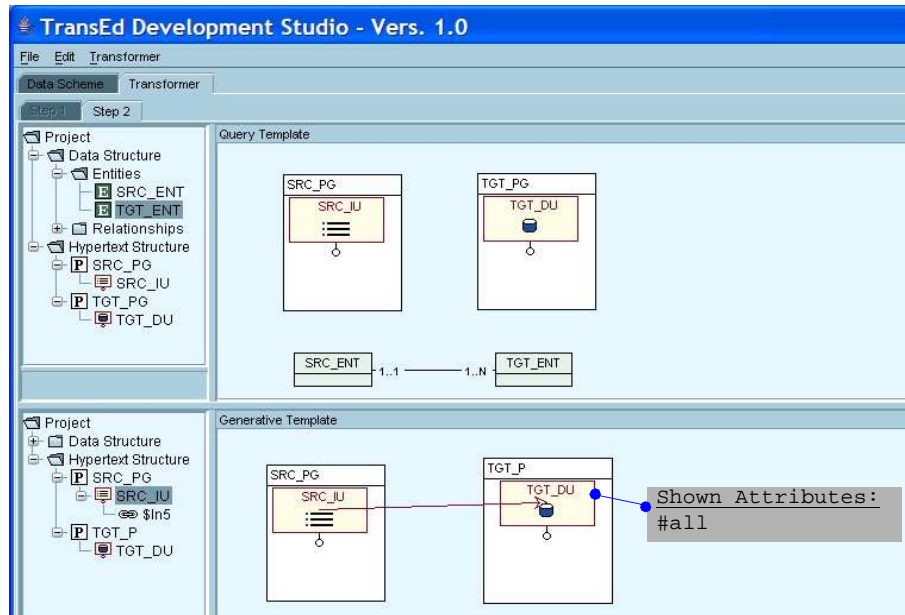 TransEd Development Studio - Vers. 1.0
File Edit Transformer
Data Scheme Transformer
Step 1 Step 2
Project
Data Structure
Entities
E SRC_ENT
E TGT_ENT
Relationships
Hypertext Structure
P SRC_PG
SRC_IU
P TGT_PG
TGT_DU
Query Template
SRC_PG
SRC_IU
TGT_PG
TGT_DU
SRC_ENT 1..1 1..N TGT_ENT
Project
Data Structure
Hypertext Structure
P SRC_PG
SRC_IU
$ln5
P TGT_P
TGT_DU
Generative Template
SRC_PG
SRC_IU
TGT_P
TGT_DU
Shown Attributes:
#all